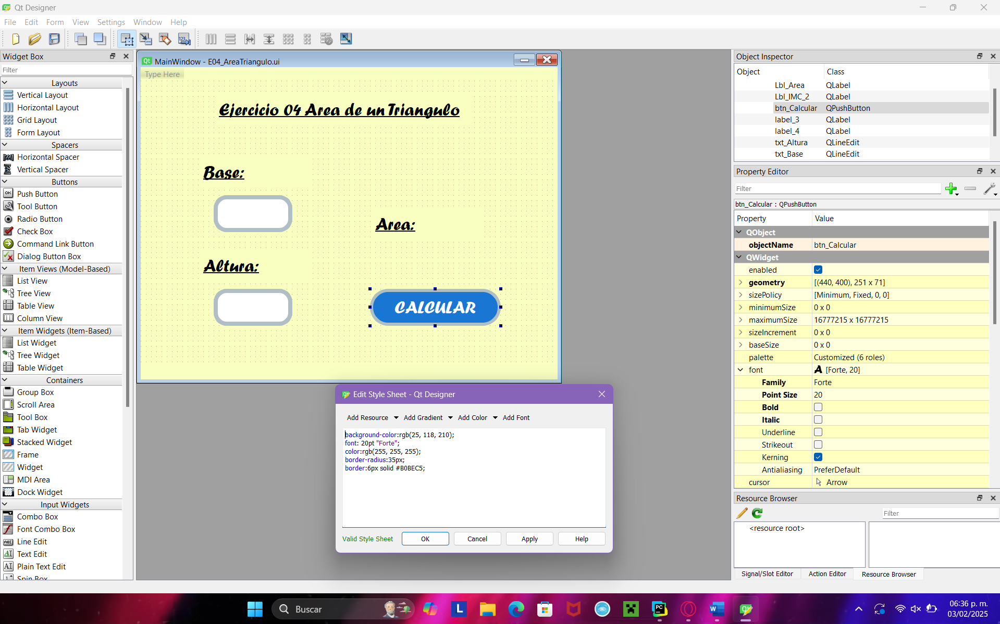 Qt Designer
File Edit Form View Settings Window Help
Widget Box
Filter
Layouts
Vertical Layout
Horizontal Layout
Grid Layout
Form Layout
Spacers
Horizontal Spacer
Vertical Spacer
Buttons
Push Button
Tool Button
Radio Button
Check Box
Command Link Button
Dialog Button Box
Item Views (Model-Based)
List View
Tree View
Table View
Column View
Item Widgets (Item-Based)
List Widget
Tree Widget
Table Widget
Containers
Group Box
Scroll Area
Tool Box
Tab Widget
Stacked Widget
Frame
Widget
MDI Area
Dock Widget
Input Widgets
Combo Box
Font Combo Box
Line Edit
Text Edit
Plain Text Edit
Spin Box
MainWindow - E04_AreaTriangulo.ui
Type Here
Ejercicio 04 Area de un Triangulo
Base:
Area:
Altura:
CALCULAR
Edit Style Sheet - Qt Designer
Add Resource Add Gradient Add Color Add Font
background-color:rgb(25, 118, 210);
font: 20pt "Forte";
color:rgb(255, 255, 255);
border-radius:35px;
border:6px solid #B0BEC5;
Valid Style Sheet OK Cancel Apply Help
Object Inspector
Object Class
Lbl_Area QLabel
Lbl_IMC_2 QLabel
btn_Calcular QPushButton
label_3 QLabel
label_4 QLabel
txt_Altura QLineEdit
txt_Base QLineEdit
Property Editor
Filter
btn_Calcular : QPushButton
Property Value
QObject
objectName btn_Calcular
QWidget
enabled
geometry [(440, 400), 251 x 71]
sizePolicy [Minimum, Fixed, 0, 0]
minimumSize 0 x 0
maximumSize 16777215 x 16777215
sizeIncrement 0 x 0
baseSize 0 x 0
palette Customized (6 roles)
font A [Forte, 20]
Family Forte
Point Size 20
Bold
Italic
Underline
Strikeout
Kerning
Antialiasing PreferDefault
cursor Arrow
Resource Browser
Filter
<resource root>
Signal/Slot Editor Action Editor Resource Browser
Buscar
06:36 p. m.
03/02/2025